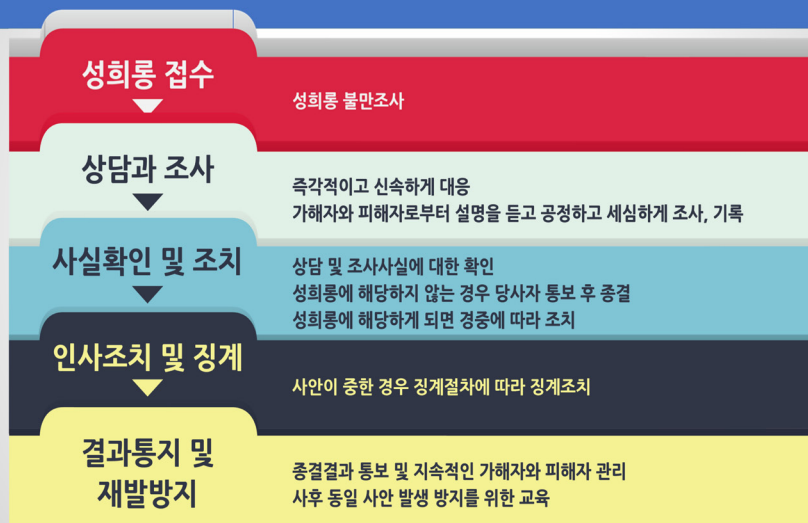 성희롱 접수
성희롱 불만조사
상담과 조사
즉각적이고 신속하게 대응
가해자와 피해자로부터 설명을 듣고 공정하고 세심하게 조사, 기록
사실확인 및 조치
상담 및 조사사실에 대한 확인
성희롱에 해당하지 않는 경우 당사자 통보 후 종결
성희롱에 해당하게 되면 경중에 따라 조치
인사조치 및 징계
사안이 중한 경우 징계절차에 따라 징계조치
결과통지 및
재발방지
종결결과 통보 및 지속적인 가해자와 피해자 관리
사후 동일 사안 발생 방지를 위한 교육